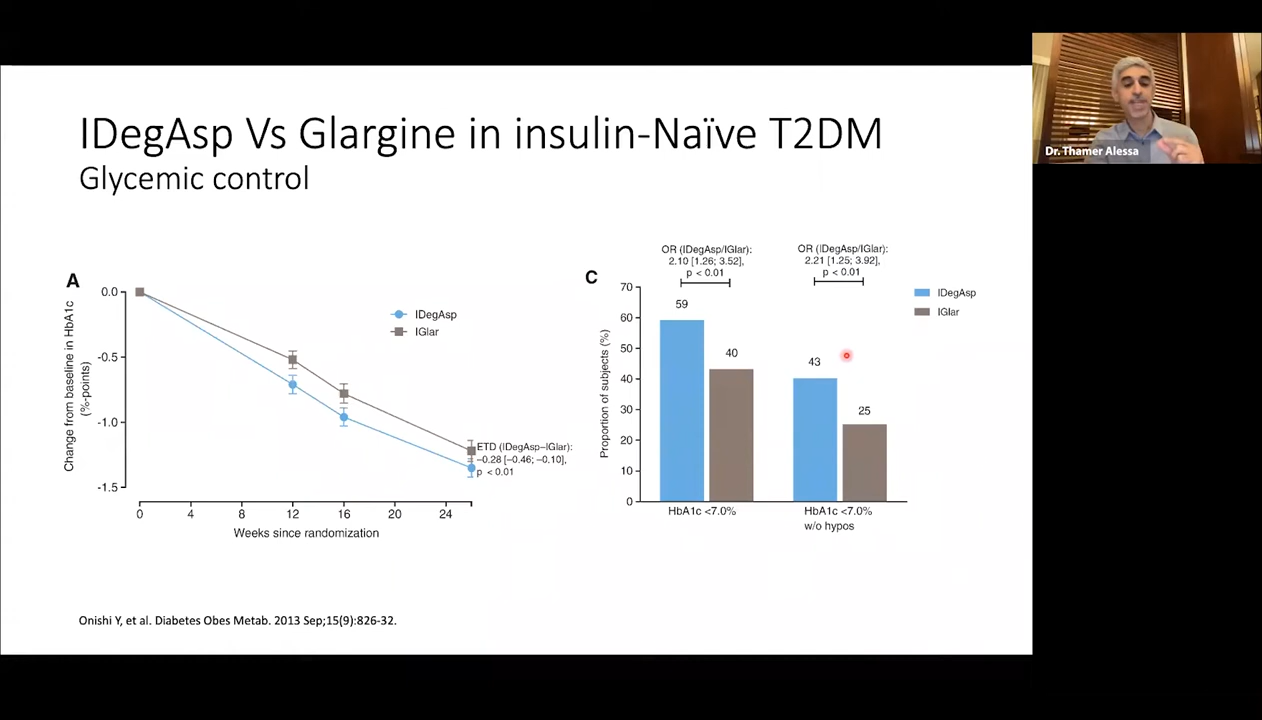 IDegAsp Vs Glargine in insulin-Naïve T2DM
Glycemic control
Dr. Thamer Alessa
A
Change from baseline in HbA1c
(%-points)
0.0
-0.5
-1.0
-1.5
IDegAsp
IGlar
ETD (IDegAsp–IGlar):
–0.28 [–0.46; –0.10],
p < 0.01
0 4 8 12 16 20 24
Weeks since randomization
C
OR (IDegAsp/IGlar):
2.10 [1.26; 3.52],
p < 0.01
OR (IDegAsp/IGlar):
2.21 [1.25; 3.92],
p < 0.01
Proportion of subjects (%)
70
60
50
40
30
20
10
0
59
40
43
25
IDegAsp
IGlar
HbA1c <7.0%
HbA1c <7.0%
w/o hypos
Onishi Y, et al. Diabetes Obes Metab. 2013 Sep;15(9):826-32.